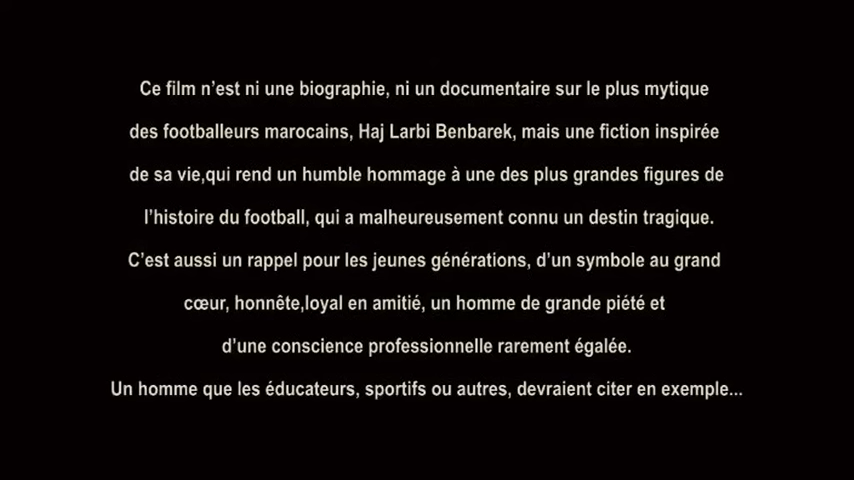 Ce film n'est ni une biographie, ni un documentaire sur le plus mytique
des footballeurs marocains, Haj Larbi Benbarek, mais une fiction inspirée
de sa vie,qui rend un humble hommage à une des plus grandes figures de
l'histoire du football, qui a malheureusement connu un destin tragique.
C'est aussi un rappel pour les jeunes générations, d'un symbole au grand
cœur, honnête,loyal en amitié, un homme de grande piété et
d'une conscience professionnelle rarement égalée.
Un homme que les éducateurs, sportifs ou autres, devraient citer en exemple...